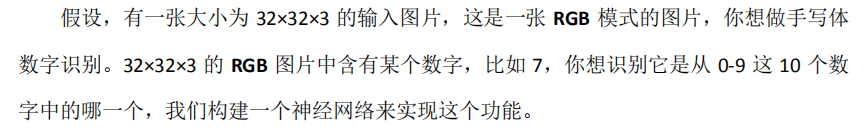 假设，有一张大小为 32×32×3 的输入图片，这是一张 RGB 模式的图片，你想做手写体
数字识别。32×32×3 的 RGB 图片中含有某个数字，比如 7，你想识别它是从 0-9 这 10 个数
字中的哪一个，我们构建一个神经网络来实现这个功能。